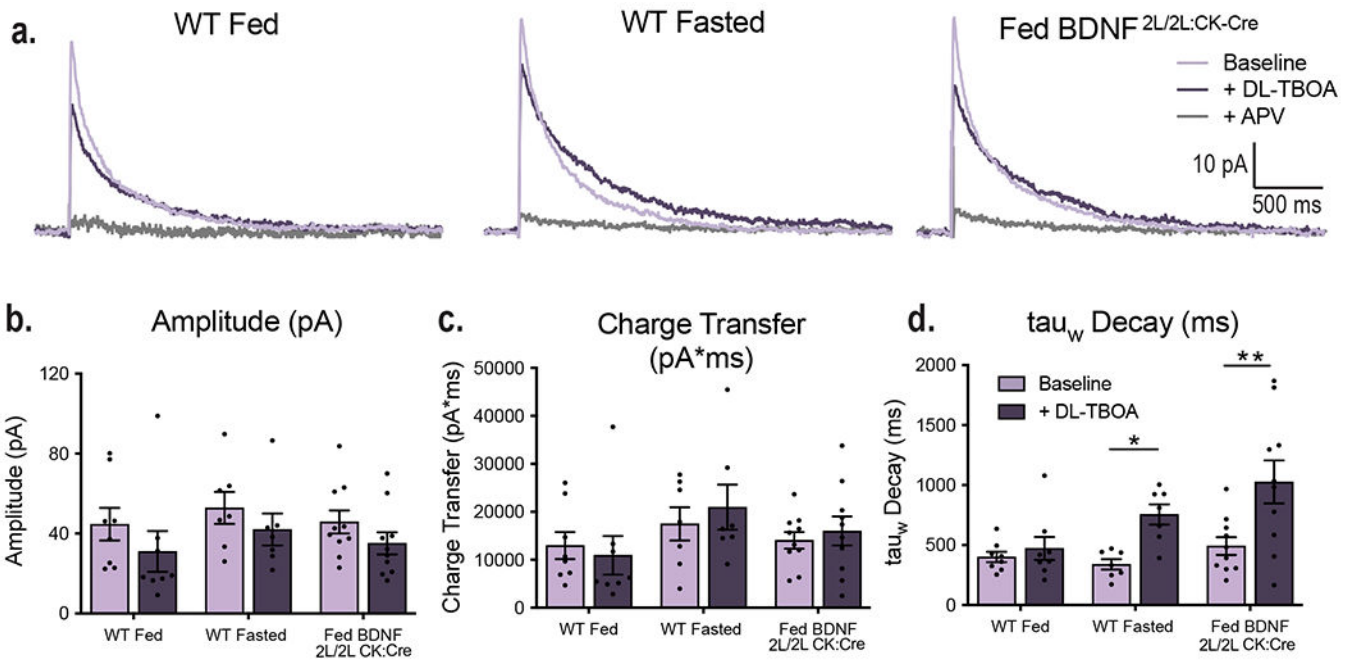 a.
WT Fed
WT Fasted
Fed BDNF 2L/2L:CK-Cre
Baseline
+ DL-TBOA
+ APV
10 pA
500 ms
b.
Amplitude (pA)
Amplitude (pA)
120
80
40
0
WT Fed
WT Fasted
Fed BDNF
2L/2L CK:Cre
c.
Charge Transfer
(pA*ms)
Charge Transfer (pA*ms)
50000
40000
30000
20000
10000
0
WT Fed
WT Fasted
Fed BDNF
2L/2L CK:Cre
d.
tauw Decay (ms)
tauw Decay (ms)
2000
1500
1000
500
0
Baseline
+ DL-TBOA
*
**
WT Fed
WT Fasted
Fed BDNF
2L/2L CK:Cre